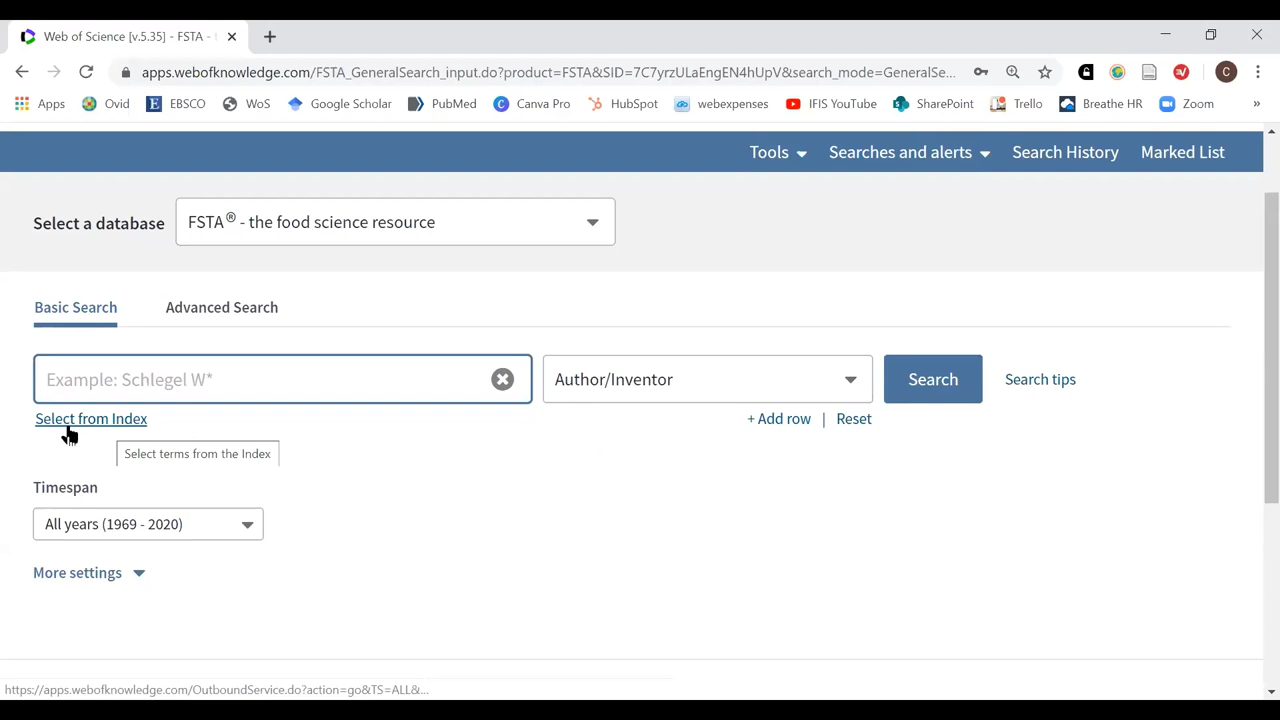 Web of Science [v.5.35] - FSTA -
apps.webofknowledge.com/FSTA_GeneralSearch_input.do?product=FSTA&SID=7C7yrzULaEngEN4hUpV&search_mode=GeneralSe...
C
Apps Ovid EBSCO WoS Google Scholar PubMed Canva Pro HubSpot webexpenses IFIS YouTube SharePoint Trello Breathe HR Zoom »
Tools Searches and alerts Search History Marked List
Select a database FSTA® - the food science resource
Basic Search Advanced Search
Example: Schlegel W* Author/Inventor Search Search tips
Select from Index + Add row | Reset
Select terms from the Index
Timespan
All years (1969 - 2020)
More settings
https://apps.webofknowledge.com/OutboundService.do?action=go&TS=ALL&...